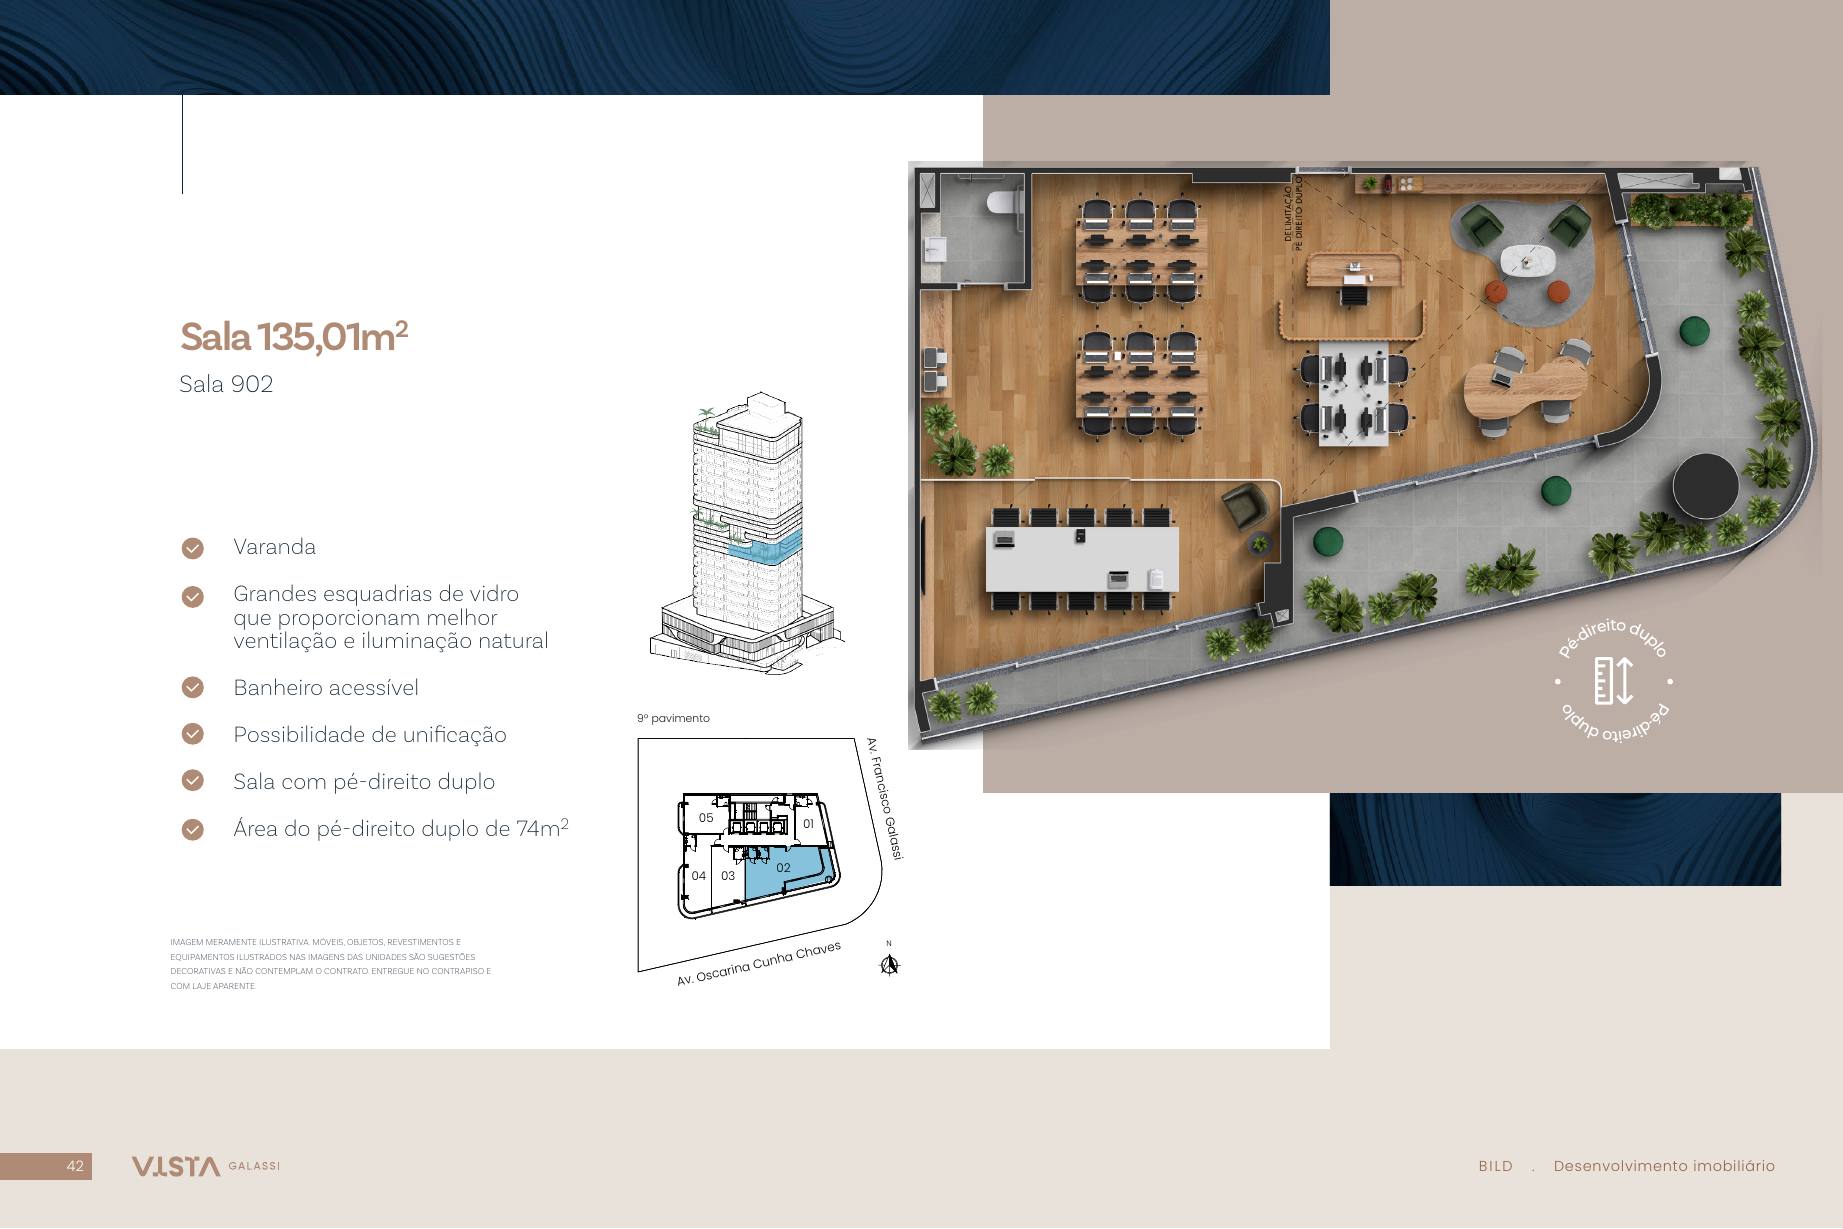 Sala 135,01m²
Sala 902
Varanda
Grandes esquadrias de vidro
que proporcionam melhor
ventilação e iluminação natural
Banheiro acessível
Possibilidade de unificação
Sala com pé-direito duplo
Área do pé-direito duplo de 74m²
IMAGEM MERAMENTE ILUSTRATIVA. MÓVEIS, OBJETOS, REVESTIMENTOS E
EQUIPAMENTOS ILUSTRADOS NAS IMAGENS DAS UNIDADES SÃO SUGESTÕES
DECORATIVAS E NÃO CONTEMPLAM O CONTRATO. ENTREGUE NO CONTRAPISO E
COM LAJE APARENTE.
9º pavimento
Av. Francisco Galassi
05
01
02
04
03
Av. Oscarina Cunha Chaves
N
DELIMITAÇÃO
PÉ DIREITO DUPLO
Pé-direito duplo
Pé-direito duplo
42
VISTA GALASSI
BILD . Desenvolvimento imobiliário